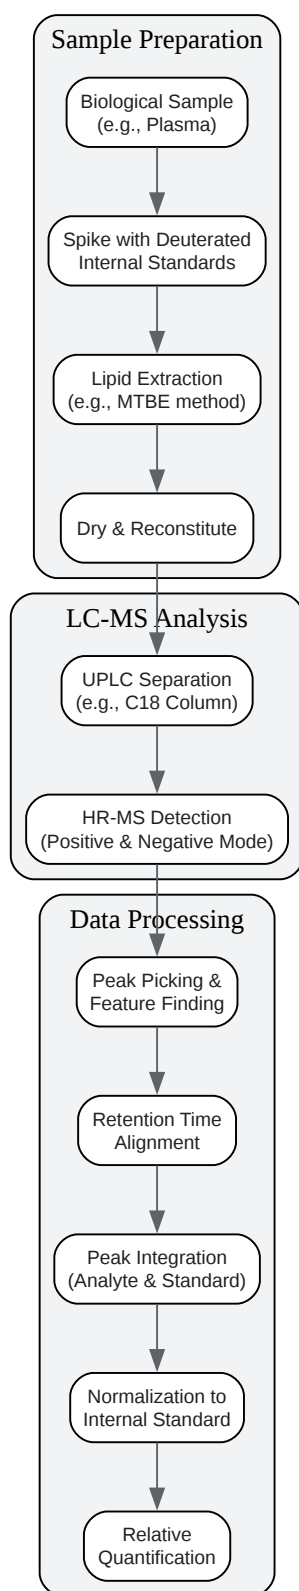 Sample Preparation
Biological Sample
(e.g., Plasma)
Spike with Deuterated
Internal Standards
Lipid Extraction
(e.g., MTBE method)
Dry & Reconstitute
LC-MS Analysis
UPLC Separation
(e.g., C18 Column)
HR-MS Detection
(Positive & Negative Mode)
Data Processing
Peak Picking &
Feature Finding
Retention Time
Alignment
Peak Integration
(Analyte & Standard)
Normalization to
Internal Standard
Relative
Quantification